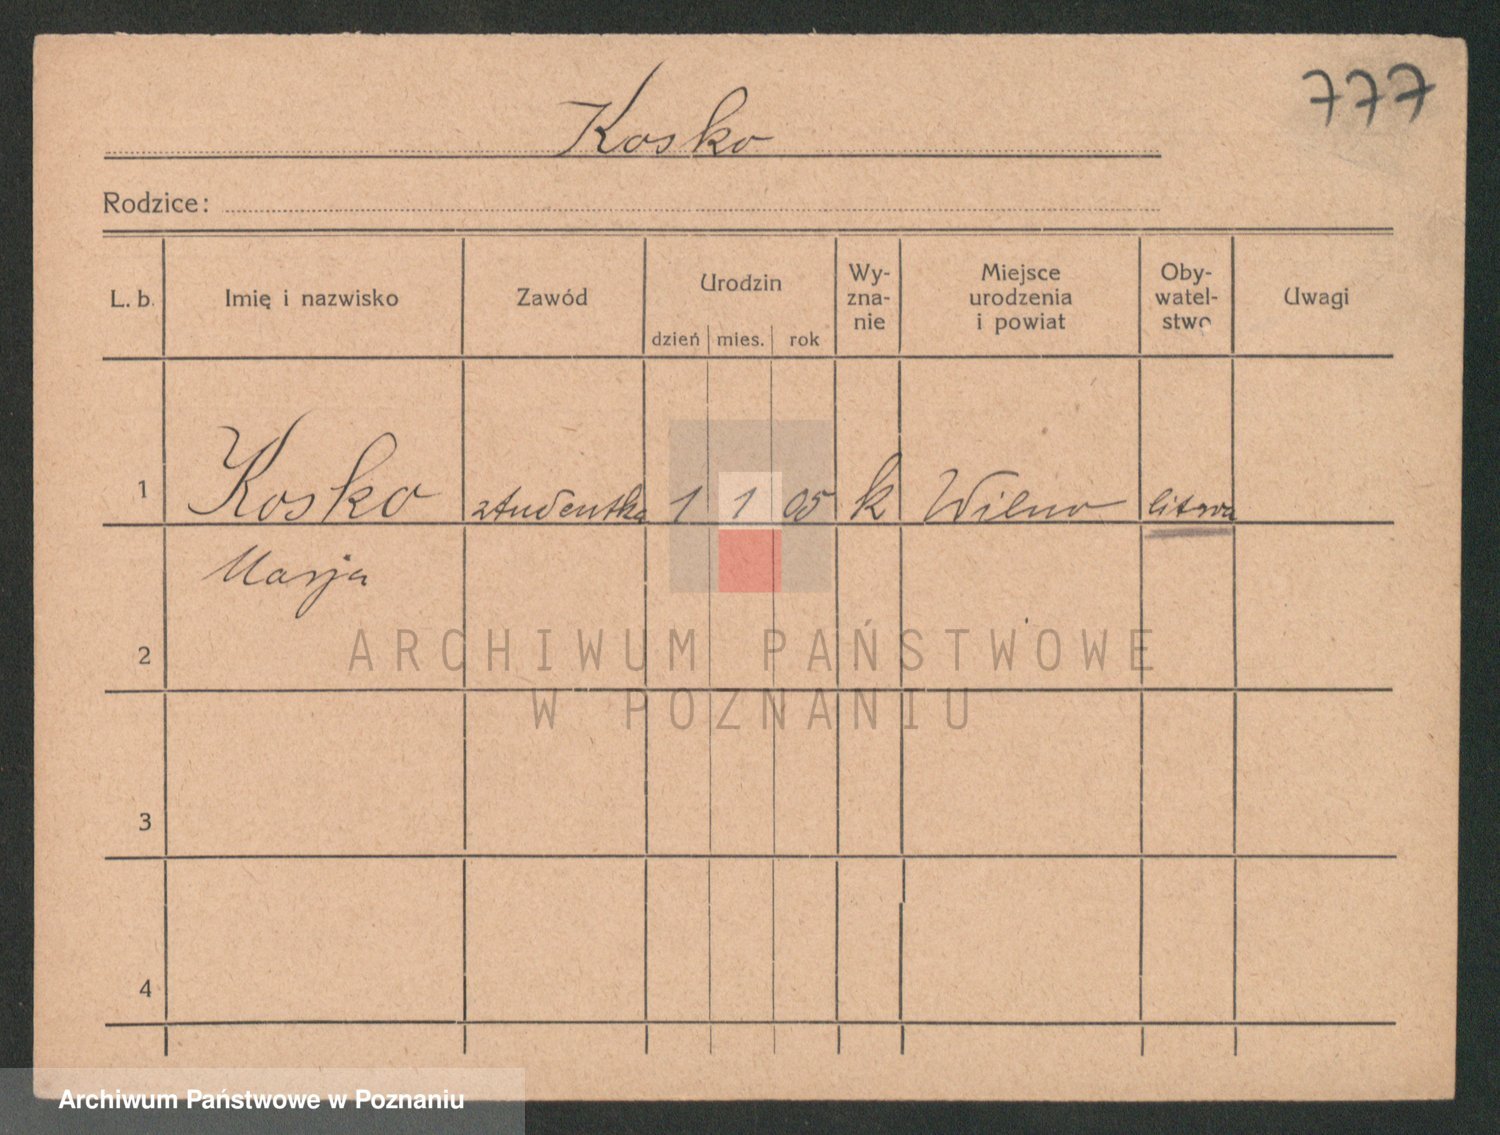 777
Kosko
Rodzice:
L. b. Imię i nazwisko Zawód Urodzin dzień mies. rok Wy-zna-nie Miejsce urodzenia i powiat Oby-watel-stwo Uwagi
1 Kosko studentka 1 1 05 k Wilno litwa
Marja
2
ARCHIWUM PAŃSTWOWE
W POZNANIU
3
4
Archiwum Państwowe w Poznaniu